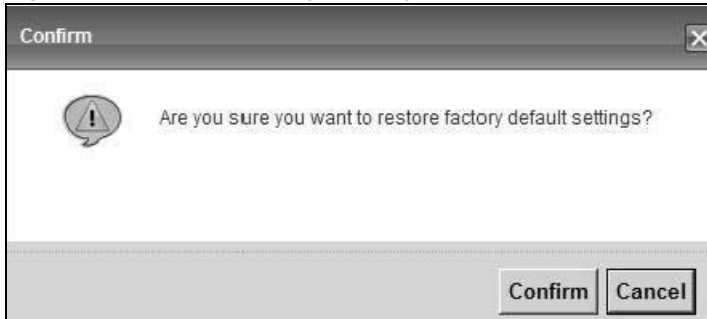 Confirm
Are you sure you want to restore factory default settings?
Confirm Cancel